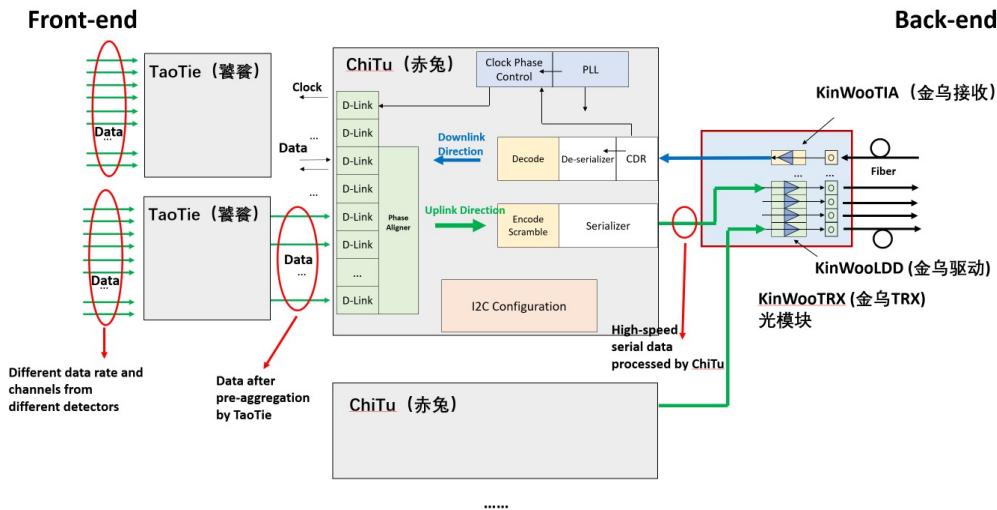 Front-end
Back-end
TaoTie（饕餮）
Data
...
TaoTie（饕餮）
Data
...
Different data rate and
channels from
different detectors
Clock
...
Data
...
Data
...
Data after
pre-aggregation
by TaoTie
ChiTu（赤兔）
D-Link
D-Link
D-Link
D-Link
D-Link
D-Link
...
D-Link
Phase
Aligner
Clock Phase
Control
PLL
Downlink
Direction
Decode
De-serializer
CDR
Uplink Direction
Encode
Scramble
Serializer
I2C Configuration
High-speed
serial data
processed by ChiTu
ChiTu（赤兔）
......
KinWooTIA（金乌接收）
Fiber
...
...
KinWooLDD (金乌驱动)
KinWooTRX (金乌TRX)
光模块